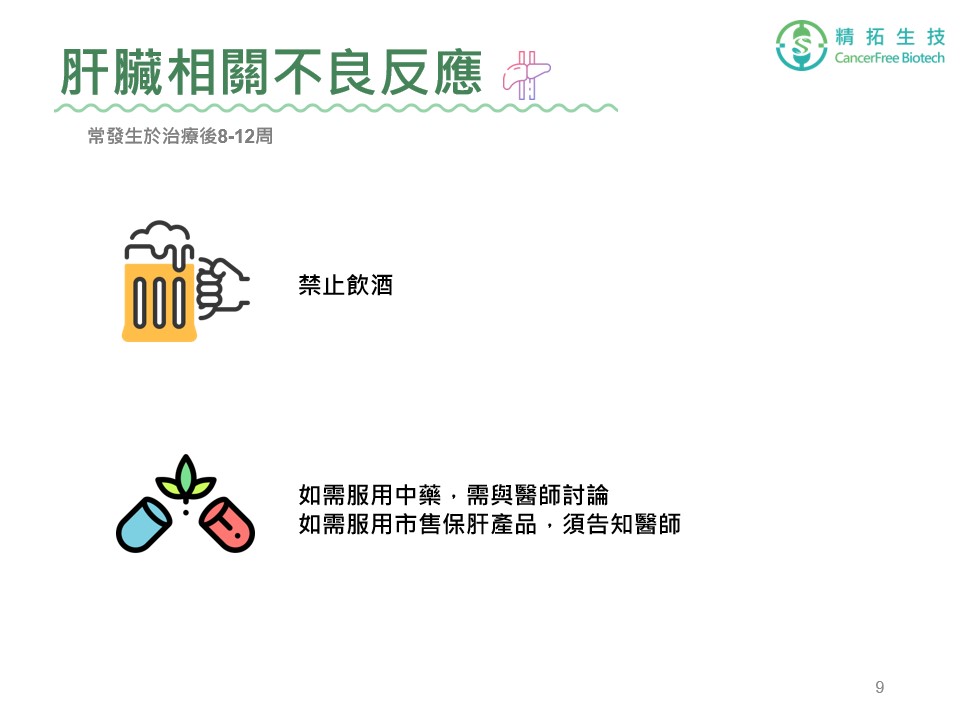 精拓生技
CancerFree Biotech
肝臟相關不良反應
常發生於治療後8-12周
禁止飲酒
如需服用中藥，需與醫師討論
如需服用市售保肝產品，須告知醫師
9